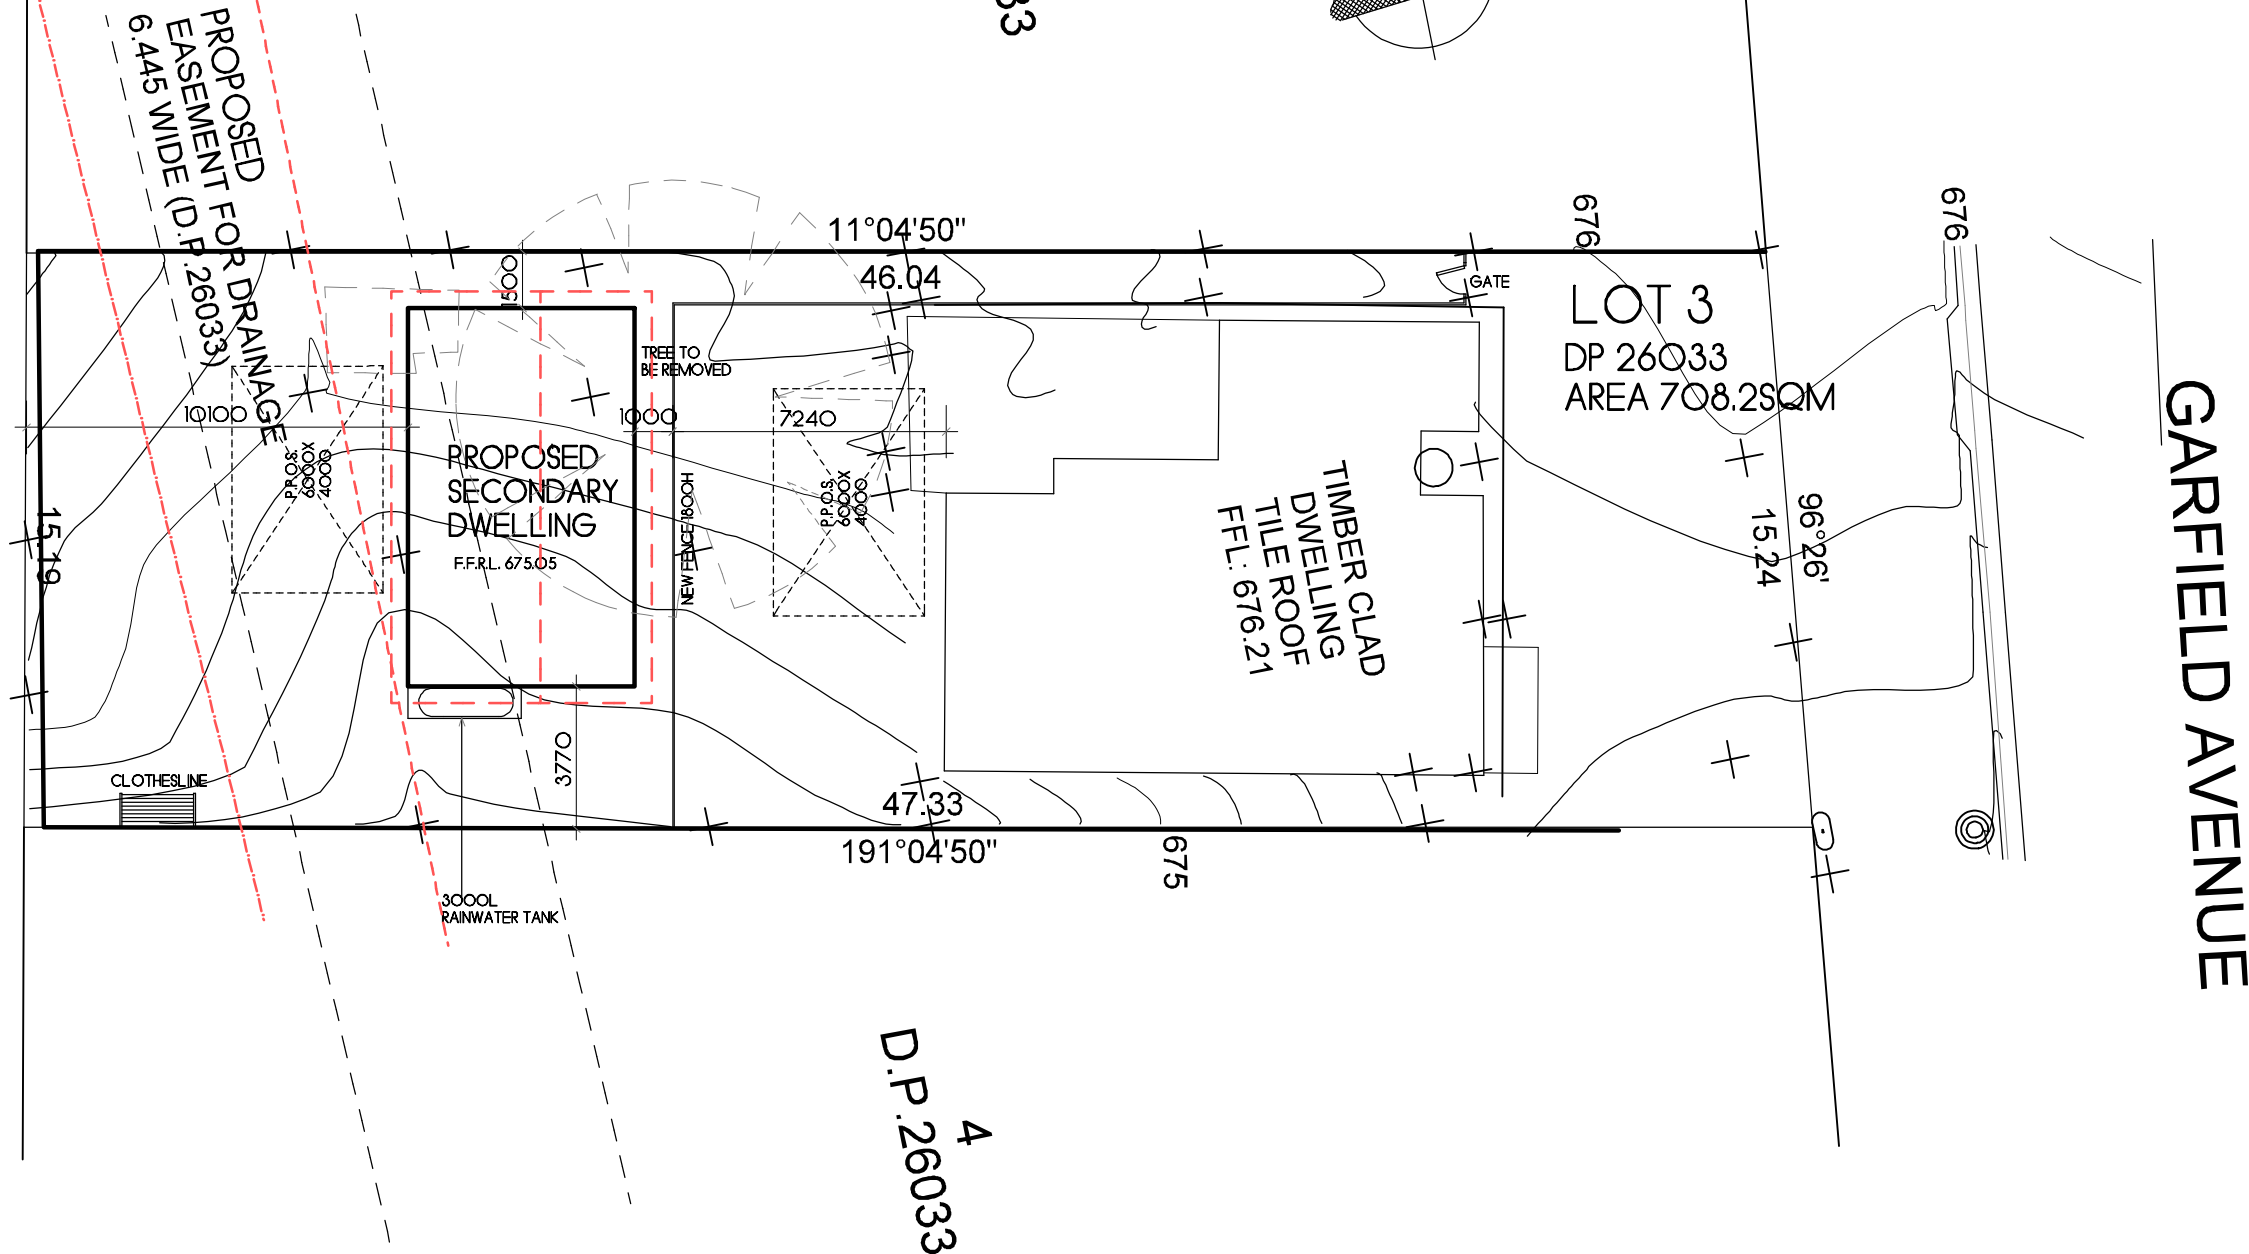 33
PROPOSED
EASEMENT FOR DRAINAGE
6.445 WIDE (D.P.26033)
11°04'50"
46.04
676
676
GATE
LOT 3
DP 26033
AREA 708.2SQM
1500
TREE TO
BE REMOVED
10100
1000
7240
P.P.O.S.
6000X
4000
PROPOSED
SECONDARY
DWELLING
F.F.R.L. 675.05
NEW FENCE 1800H
P.P.O.S.
6000X
4000
TIMBER CLAD
DWELLING
TILE ROOF
FFL: 676.21
96°26'
15.24
GARFIELD AVENUE
15.19
CLOTHESLINE
3770
47.33
191°04'50"
675
3000L
RAINWATER TANK
4
D.P.26033